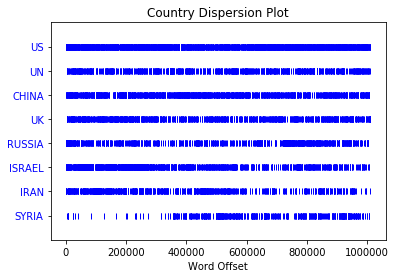 Country Dispersion Plot
US
UN
CHINA
UK
RUSSIA
ISRAEL
IRAN
SYRIA
0 200000 400000 600000 800000 1000000
Word Offset